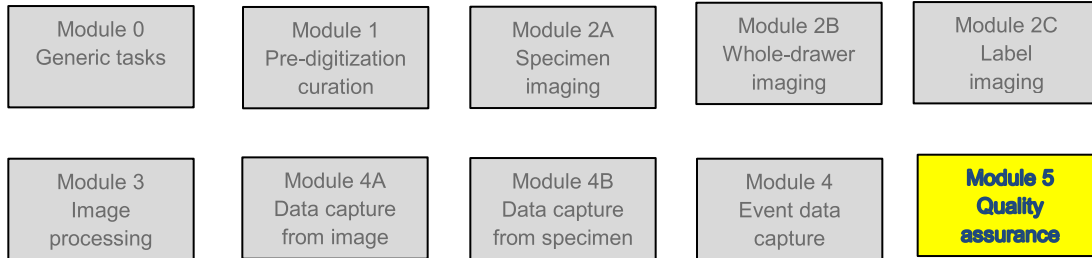 Module 0
Generic tasks
Module 1
Pre-digitization
curation
Module 2A
Specimen
imaging
Module 2B
Whole-drawer
imaging
Module 2C
Label
imaging
Module 3
Image
processing
Module 4A
Data capture
from image
Module 4B
Data capture
from specimen
Module 4
Event data
capture
Module 5
Quality
assurance